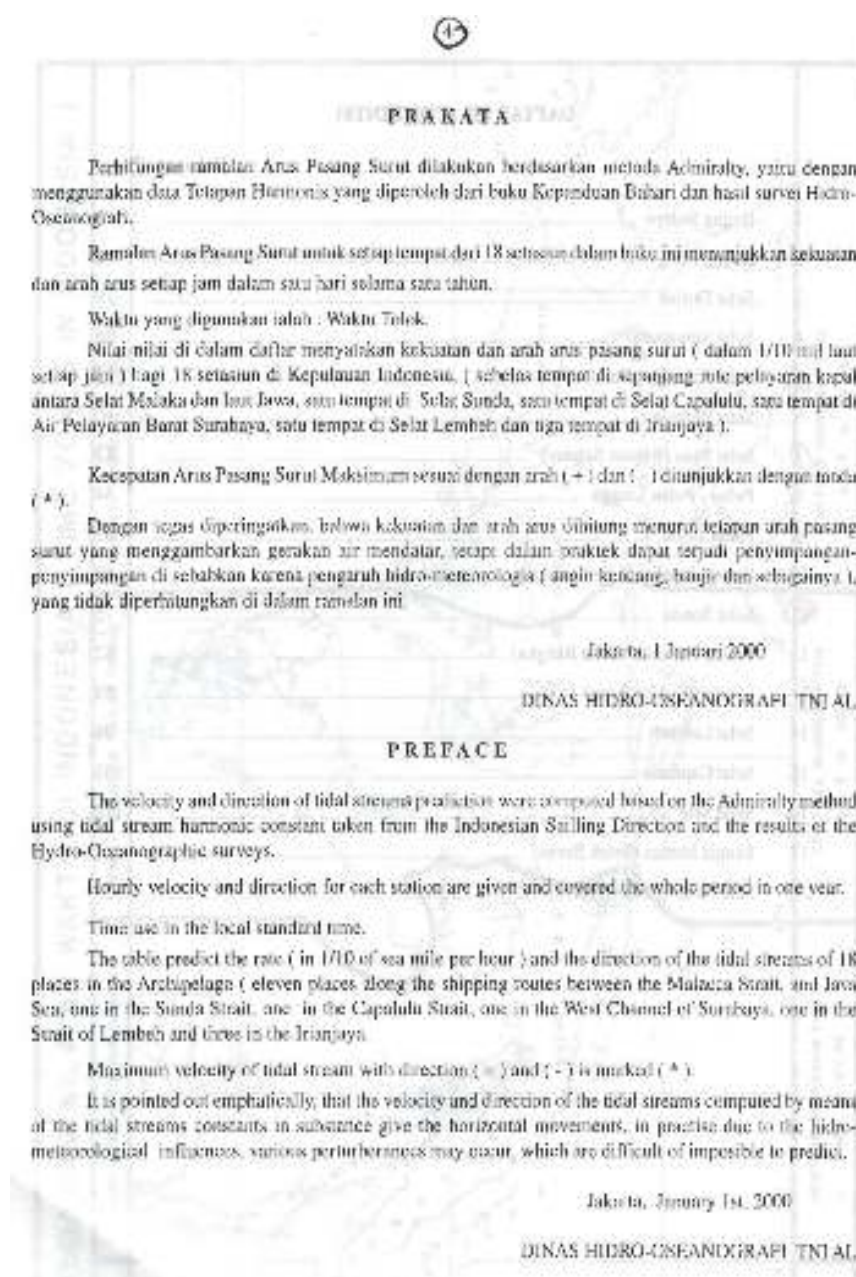 PRAKATA
Perhitungan ramalan Arus Pasang Surut dilakukan berdasarkan metoda Admiralty, yaitu dengan
menggunakan data Tetapan Harmonis yang diperoleh dari buku Kepanduan Bahari dan hasil survei Hidro-
Oseanografi.
Ramalan Arus Pasang Surut untuk setiap tempat dari 18 setasiun dalam buku ini menunjukkan kekuatan
dan arah arus setiap jam dalam satu hari selama satu tahun.
Waktu yang digunakan ialah : Waktu Tolok.
Nilai-nilai di dalam daftar menyatakan kekuatan dan arah arus pasang surut ( dalam 1/10 mil laut
setiap jam ) bagi 18 setasiun di Kepulauan Indonesia, ( sebelas tempat di sepanjang rute pelayaran kapal
antara Selat Malaka dan laut Jawa, satu tempat di Selat Sunda, satu tempat di Selat Capalulu, satu tempat di
Air Pelayaran Barat Surabaya, satu tempat di Selat Lembeh dan tiga tempat di Irianjaya ).
Kecepatan Arus Pasang Surut Maksimum sesuai dengan arah ( + ) dan ( - ) ditunjukkan dengan tanda
( * ).
Dengan tegas diperingatkan, bahwa kekuatan dan arah arus dihitung menurut tetapan arah pasang
surut yang menggambarkan gerakan air mendatar, tetapi dalam praktek dapat terjadi penyimpangan-
penyimpangan di sebabkan karena pengaruh hidro-meteorologis ( angin kencang, banjir dan sebagainya ),
yang tidak diperhitungkan di dalam ramalan ini.
Jakarta, 1 Januari 2000
DINAS HIDRO-OSEANOGRAFI TNI AL
PREFACE
The velocity and direction of tidal streams prediction were computed based on the Admiralty method
using tidal stream harmonic constant taken from the Indonesian Sailling Direction and the results of the
Hydro-Oceanographic surveys.
Hourly velocity and direction for each station are given and covered the whole period in one year.
Time use in the local standard time.
The table predict the rate ( in 1/10 of sea mile per hour ) and the direction of the tidal streams of 18
places in the Archipelago ( eleven places along the shipping routes between the Malacca Strait, and Java
Sea, one in the Sunda Strait, one in the Capalulu Strait, one in the West Channel of Surabaya, one in the
Strait of Lembeh and three in the Irianjaya
Maximum velocity of tidal stream with direction ( + ) and ( - ) is marked ( * ).
It is pointed out emphatically, that the velocity and direction of the tidal streams computed by means
of the tidal streams constants in substance give the horizontal movements, in practise due to the hidro-
meteorological influences, various perturberances may occur, which are difficult of imposible to predict.
Jakarta, January 1st, 2000
DINAS HIDRO-OSEANOGRAFI TNI AL